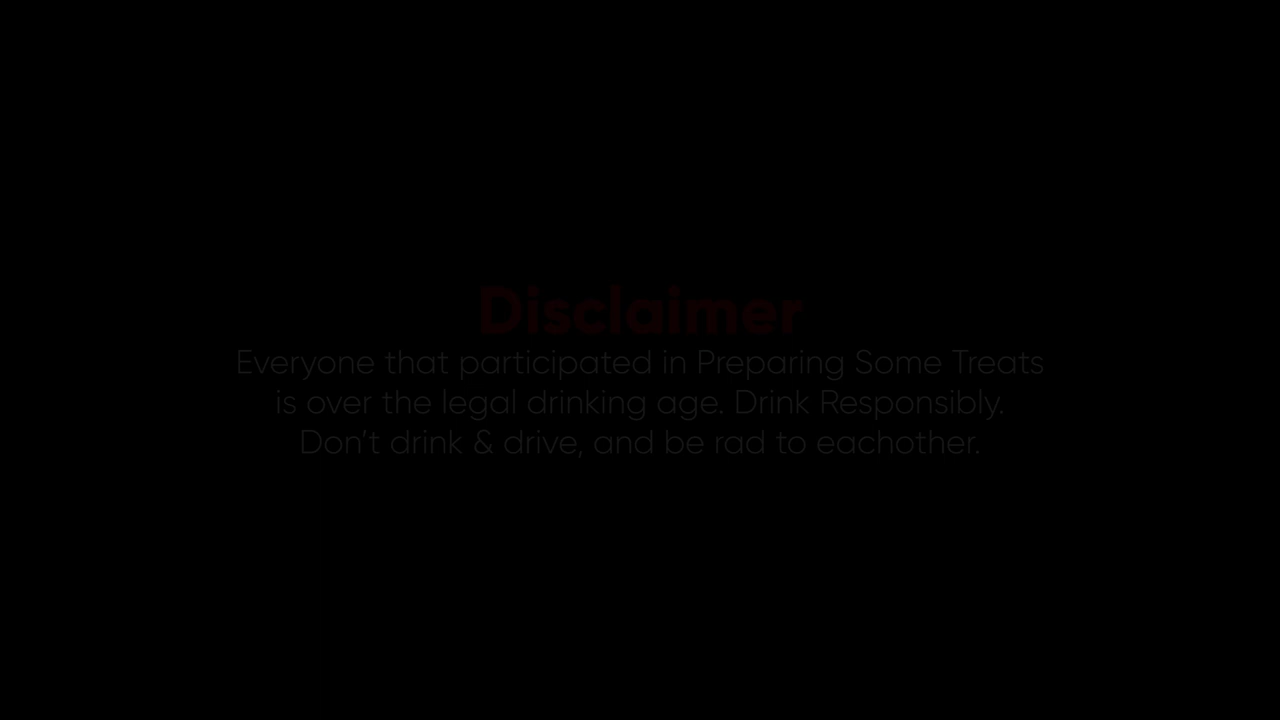 Disclaimer
Everyone that participated in Preparing Some Treats
is over the legal drinking age. Drink Responsibly.
Don't drink & drive, and be rad to eachother.